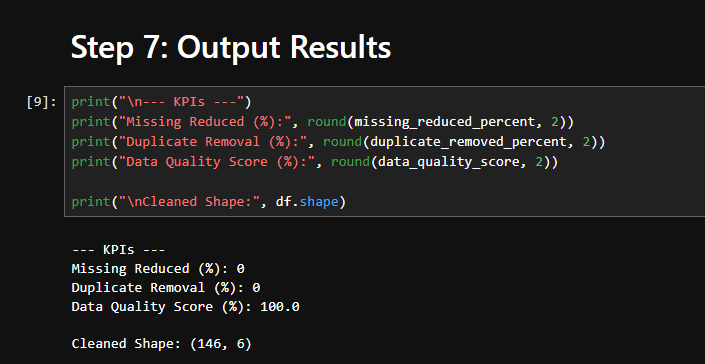 Step 7: Output Results
[9]:
print("\n--- KPIs ---")
print("Missing Reduced (%):", round(missing_reduced_percent, 2))
print("Duplicate Removal (%):", round(duplicate_removed_percent, 2))
print("Data Quality Score (%):", round(data_quality_score, 2))
print("\nCleaned Shape:", df.shape)
--- KPIs ---
Missing Reduced (%): 0
Duplicate Removal (%): 0
Data Quality Score (%): 100.0
Cleaned Shape: (146, 6)